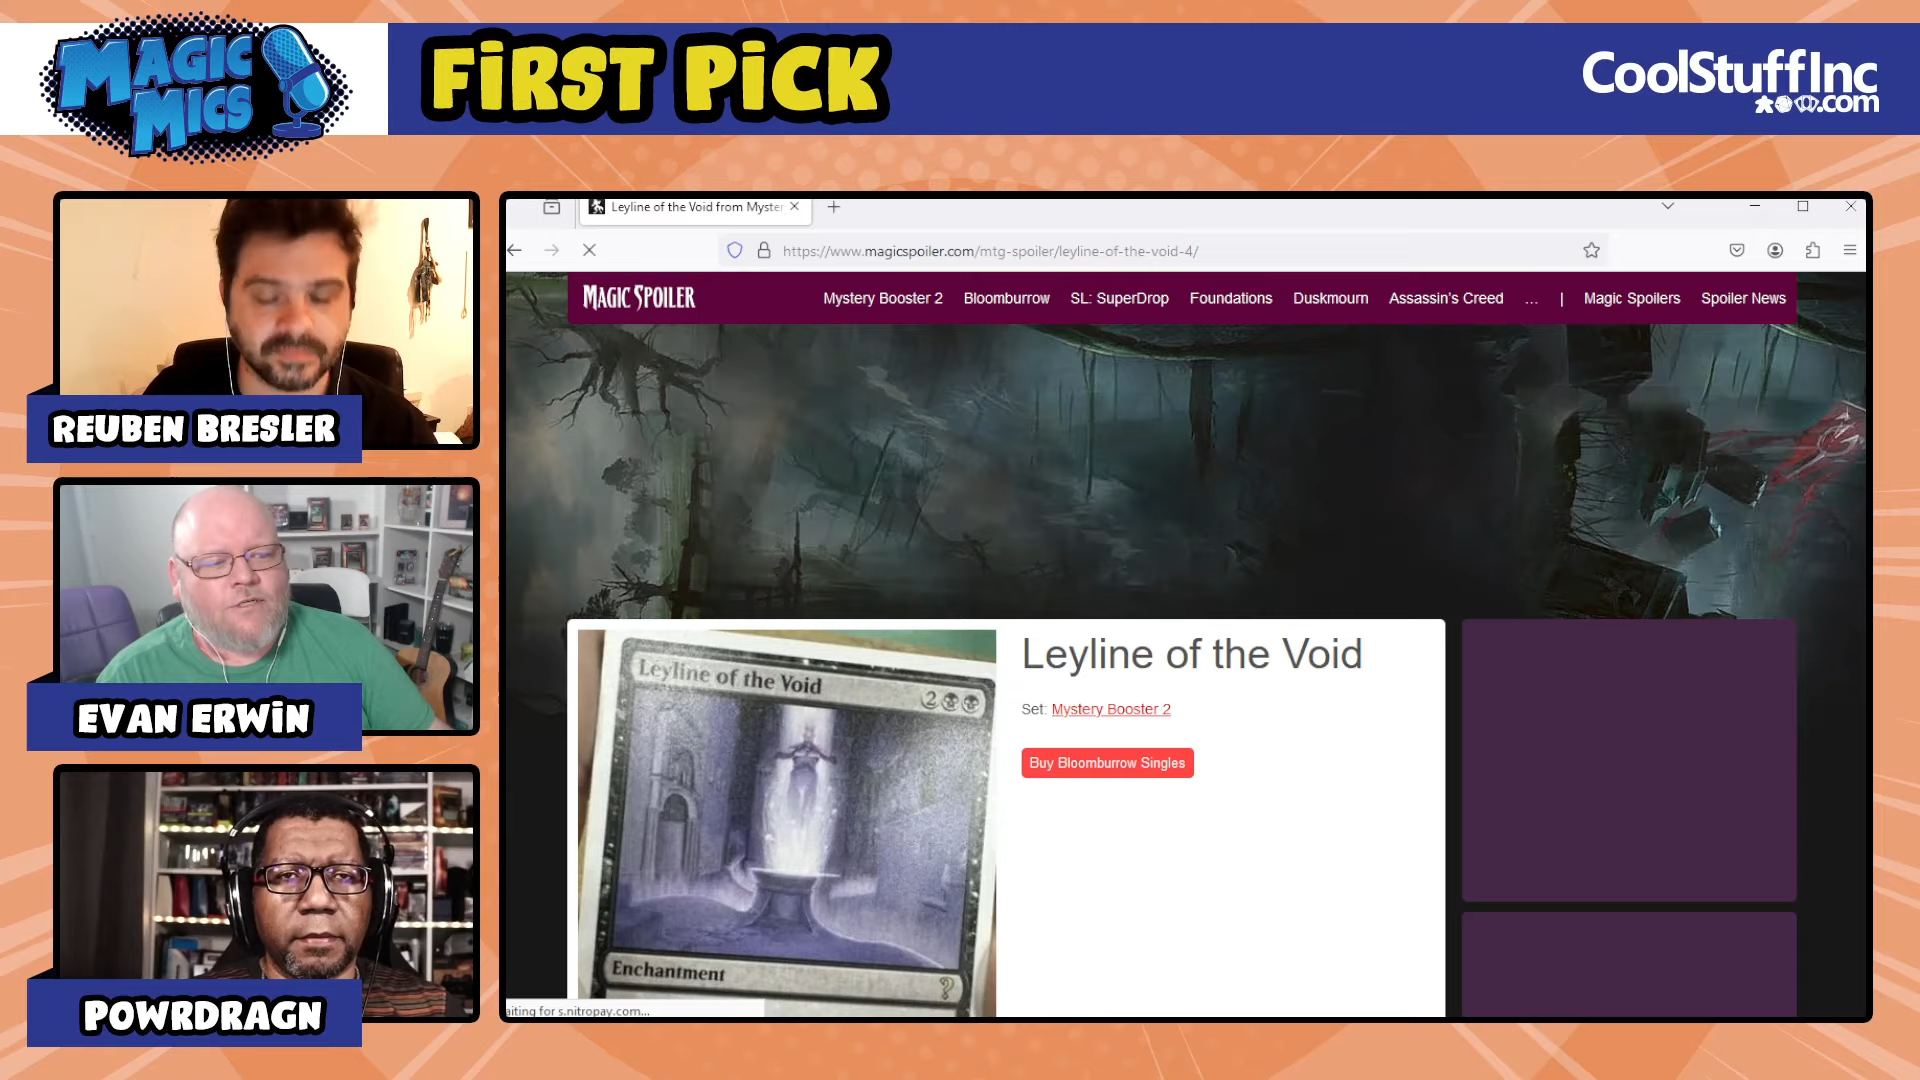 MAGIC MICS
FiRST PiCK
CoolStuffInc
.com
REUBEN BRESLER
EVAN ERWiN
POWRDRAGN
Leyline of the Void from Myster
https://www.magicspoiler.com/mtg-spoiler/leyline-of-the-void-4/
MAGIC SPOILER
Mystery Booster 2 Bloomburrow SL: SuperDrop Foundations Duskmourn Assassin's Creed ... | Magic Spoilers Spoiler News
Leyline of the Void
2
Enchantment
Leyline of the Void
Set: Mystery Booster 2
Buy Bloomburrow Singles
aiting for s.nitropay.com...